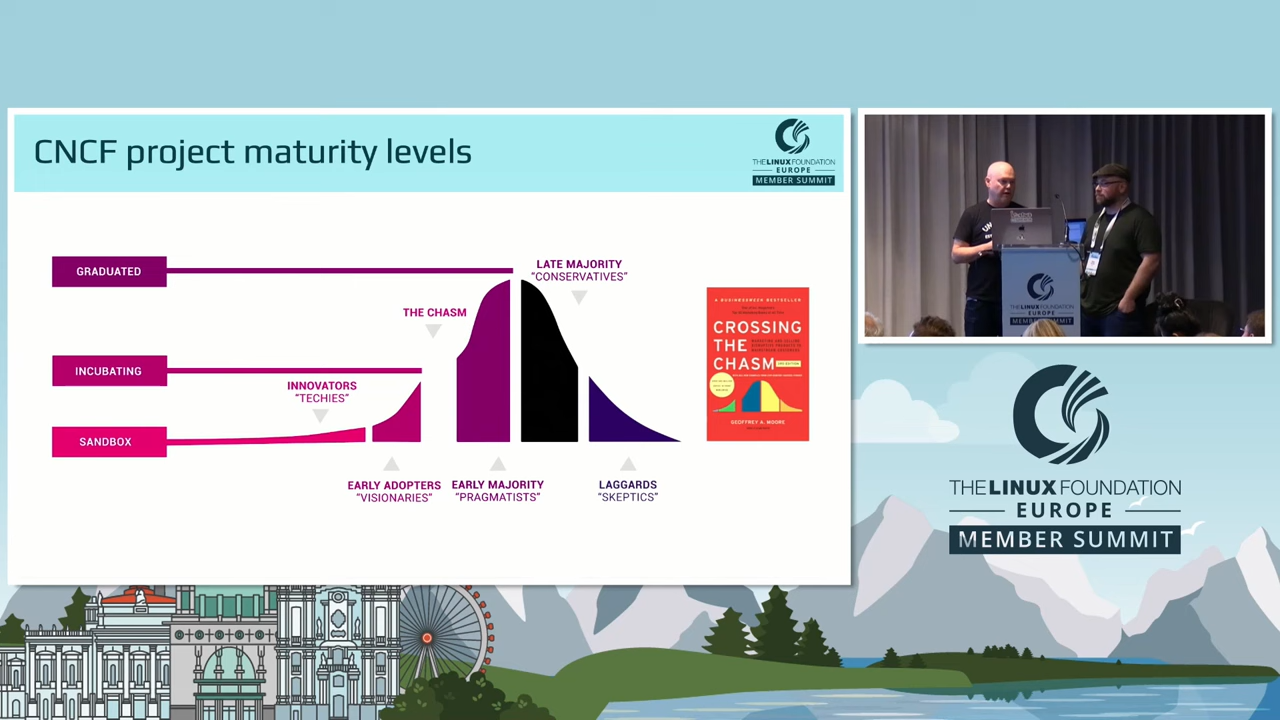 CNCF project maturity levels
THE LINUX FOUNDATION
EUROPE
MEMBER SUMMIT
GRADUATED
LATE MAJORITY
"CONSERVATIVES"
THE CHASM
INCUBATING
INNOVATORS
"TECHIES"
SANDBOX
EARLY ADOPTERS
"VISIONARIES"
EARLY MAJORITY
"PRAGMATISTS"
LAGGARDS
"SKEPTICS"
A BUSINESSWEEK BESTSELLER
CROSSING
THE
CHASM
GEOFFREY A. MOORE
THE LINUX FOUNDATION
EUROPE
MEMBER SUMMIT
THE LINUX FOUNDATION
EUROPE
MEMBER SUMMIT